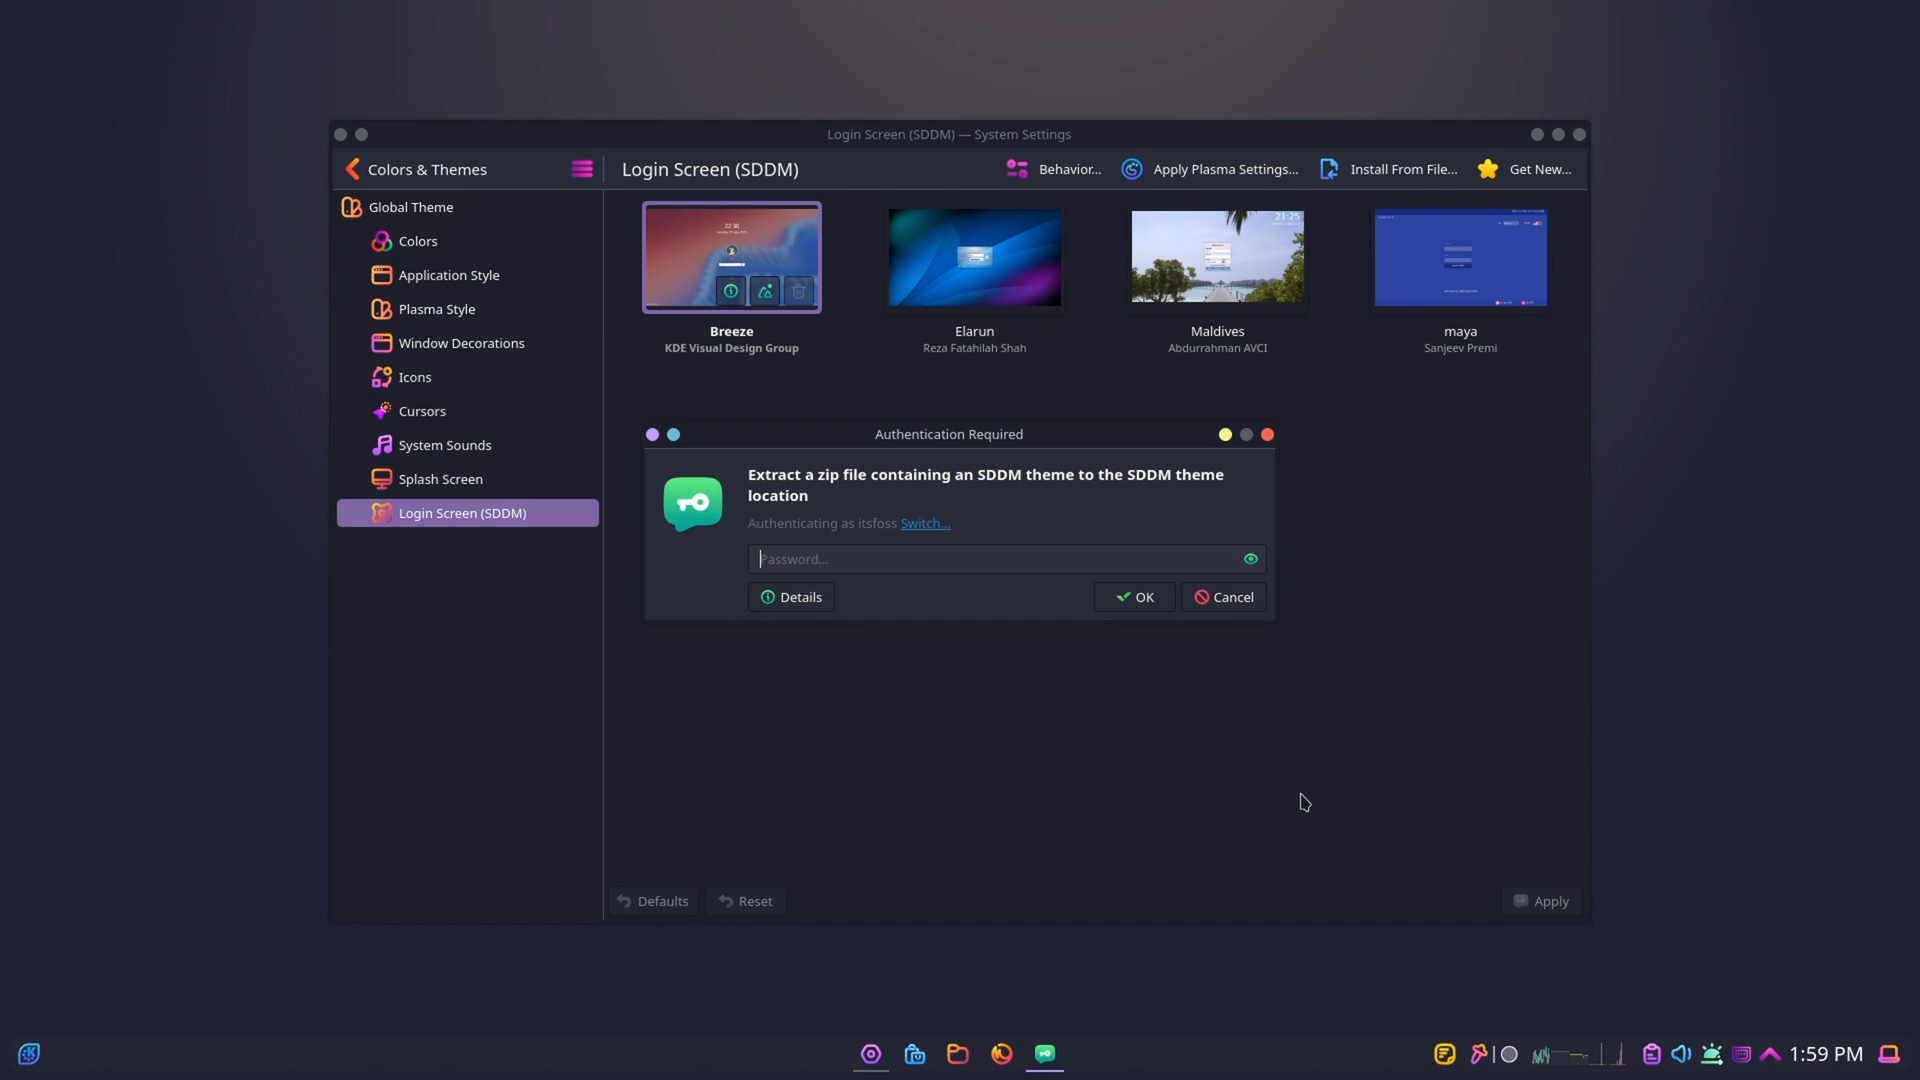 Login Screen (SDDM) — System Settings
Colors & Themes
Login Screen (SDDM)
Behavior...
Apply Plasma Settings...
Install From File...
Get New...
Global Theme
Colors
Application Style
Plasma Style
Window Decorations
Icons
Cursors
System Sounds
Splash Screen
Login Screen (SDDM)
22:30
21:25
Breeze
KDE Visual Design Group
Elarun
Reza Fatahilah Shah
Maldives
Abdurrahman AVCI
maya
Sanjeev Premi
Authentication Required
Extract a zip file containing an SDDM theme to the SDDM theme
location
Authenticating as itsfoss Switch...
Password...
Details
OK
Cancel
Defaults
Reset
Apply
1:59 PM